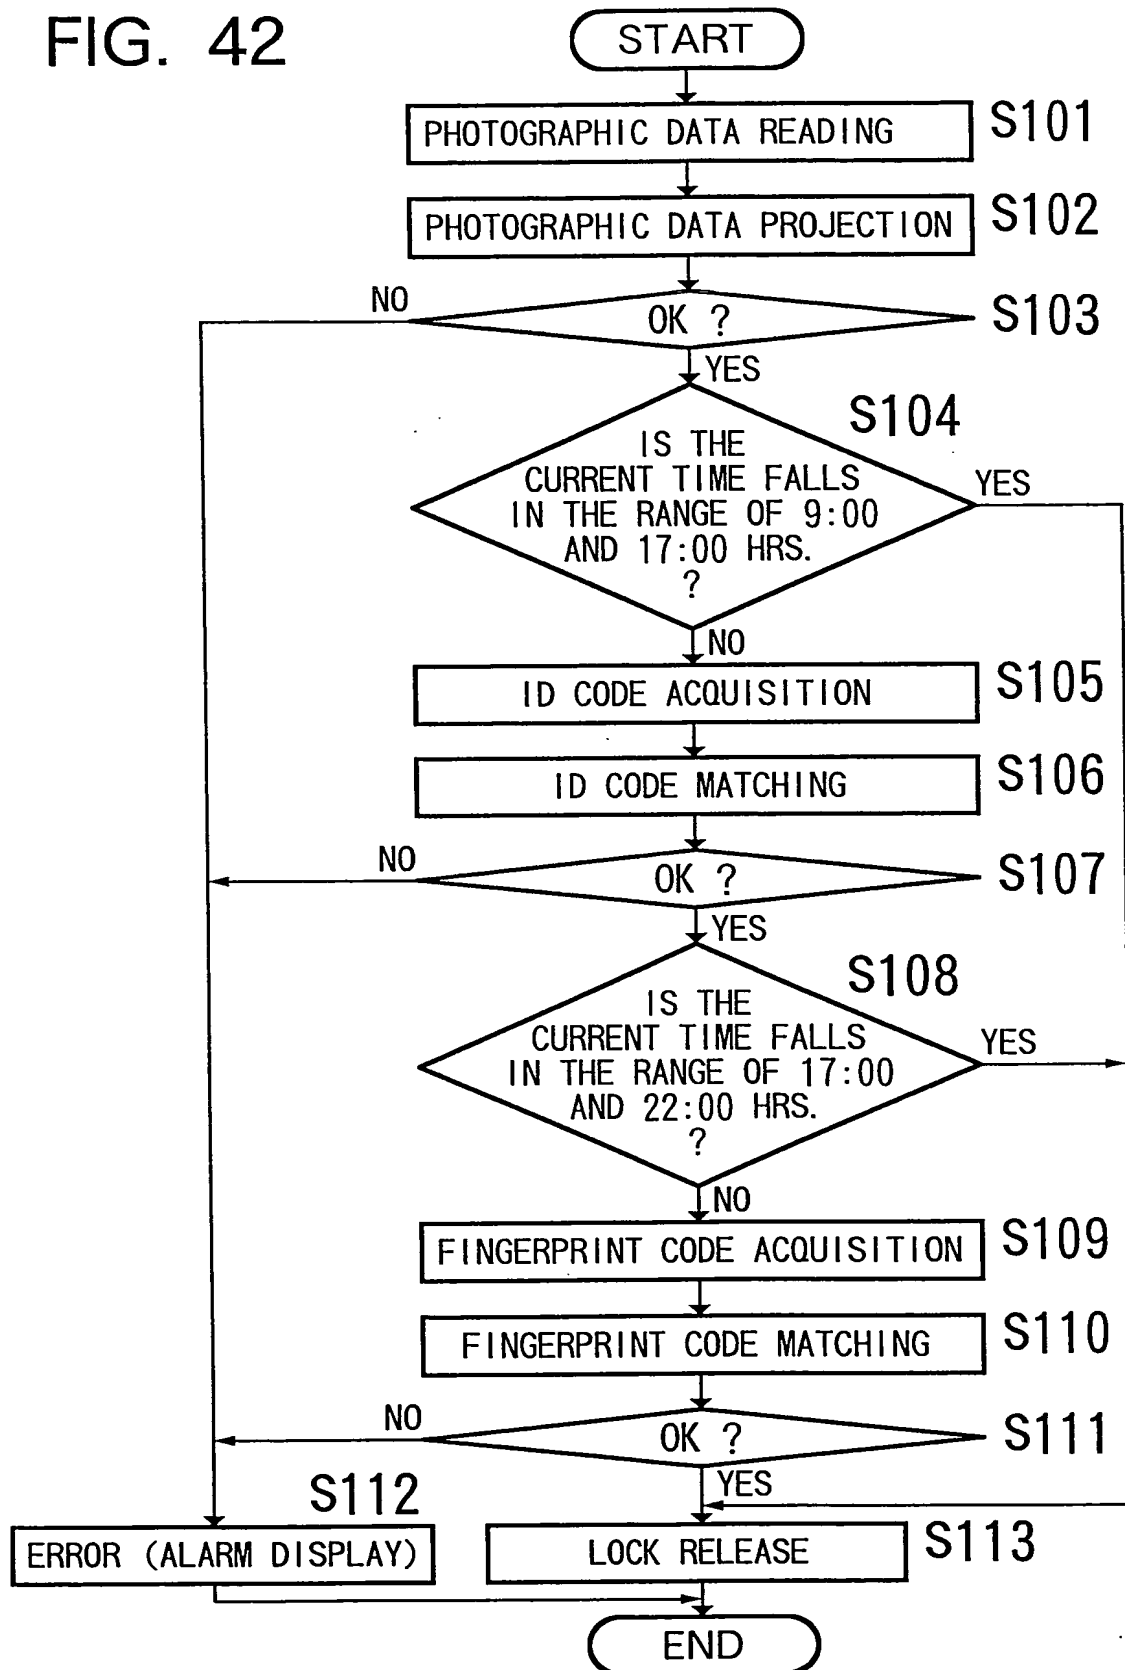 FIG. 42
START
PHOTOGRAPHIC DATA READING
S101
PHOTOGRAPHIC DATA PROJECTION
S102
NO
OK ?
S103
YES
S104
IS THE
CURRENT TIME FALLS
IN THE RANGE OF 9:00
AND 17:00 HRS.
?
YES
NO
ID CODE ACQUISITION
S105
ID CODE MATCHING
S106
NO
OK ?
S107
YES
S108
IS THE
CURRENT TIME FALLS
IN THE RANGE OF 17:00
AND 22:00 HRS.
?
YES
NO
FINGERPRINT CODE ACQUISITION
S109
FINGERPRINT CODE MATCHING
S110
NO
OK ?
S111
YES
S112
ERROR (ALARM DISPLAY)
LOCK RELEASE
S113
END